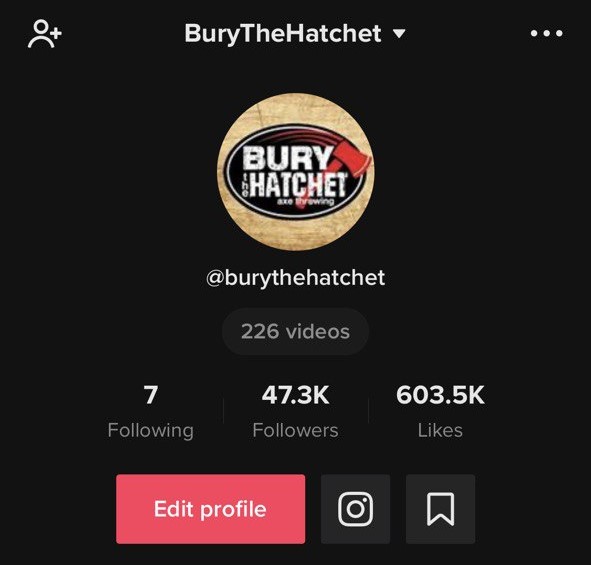 BuryTheHatchet
BURY
the HATCHET
axe throwing
@burythehatchet
226 videos
7 47.3K 603.5K
Following Followers Likes
Edit profile